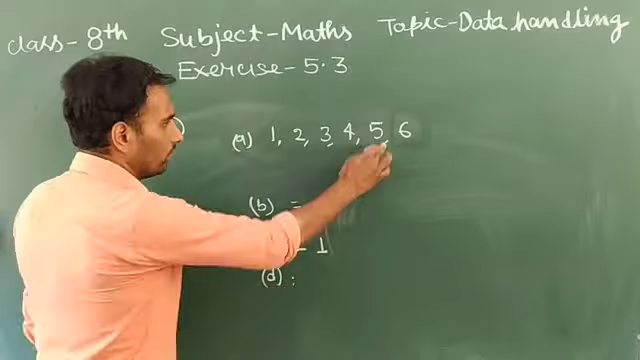 Class - 8th Subject - Maths Topic - Data handling
Exercise - 5.3
(a) 1, 2, 3, 4, 5, 6
(b) =
- 1
(d) :